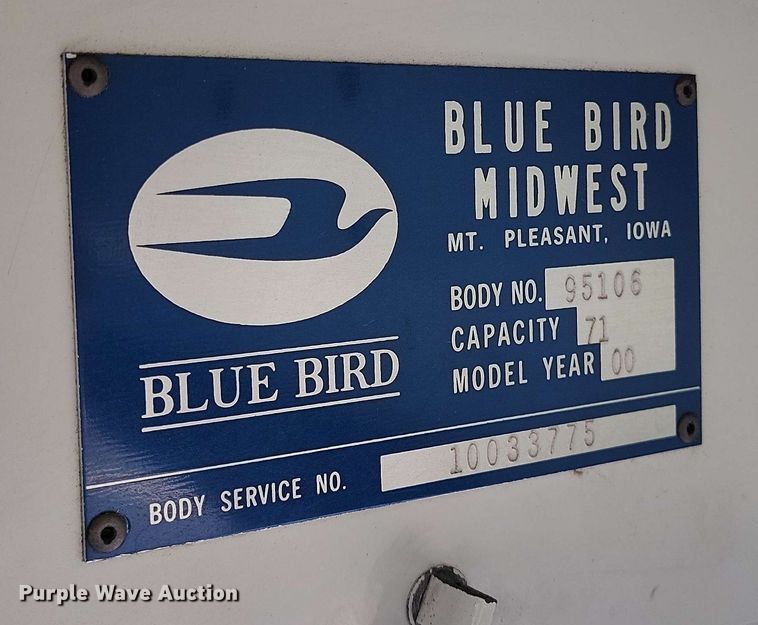 BLUE BIRD
MIDWEST
MT. PLEASANT, IOWA
BODY NO. 95106
CAPACITY 71
MODEL YEAR 00
BLUE BIRD
BODY SERVICE NO. 10033775
Purple Wave Auction